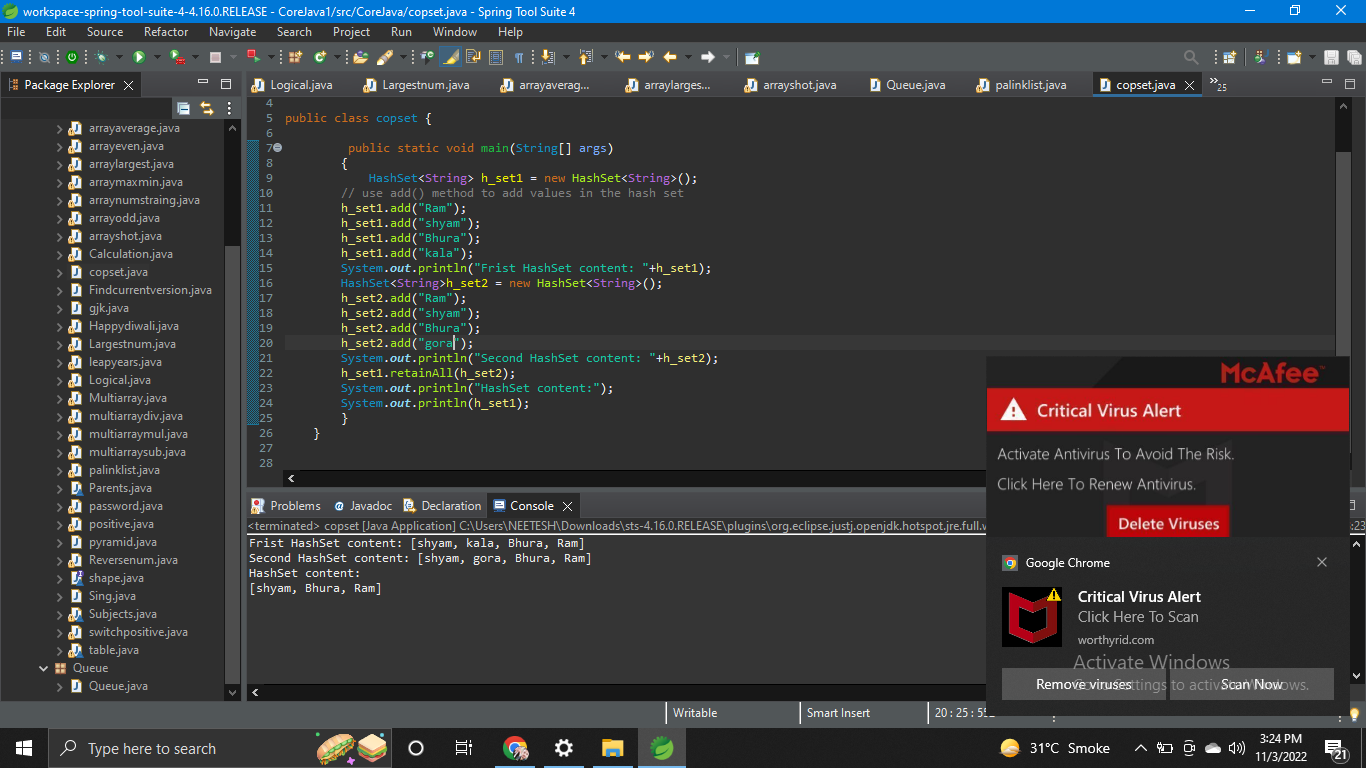 workspace-spring-tool-suite-4-4.16.0.RELEASE - CoreJava1/src/CoreJava/copset.java - Spring Tool Suite 4
File Edit Source Refactor Navigate Search Project Run Window Help
Package Explorer
Logical.java Largestnum.java arrayaverag... arraylarges... arrayshot.java Queue.java palinklist.java copset.java 25
arrayaverage.java
arrayeven.java
arraylargest.java
arraymaxmin.java
arraynumstraing.java
arrayodd.java
arrayshot.java
Calculation.java
copset.java
Findcurrentversion.java
gjk.java
Happydiwali.java
Largestnum.java
leapyears.java
Logical.java
Multiarray.java
multiarraydiv.java
multiarraymul.java
multiarraysub.java
palinklist.java
Parents.java
password.java
positive.java
pyramid.java
Reversenum.java
shape.java
Sing.java
Subjects.java
switchpositive.java
table.java
Queue
Queue.java
4
5 public class copset {
6
7 public static void main(String[] args)
8 {
9 HashSet<String> h_set1 = new HashSet<String>();
10 // use add() method to add values in the hash set
11 h_set1.add("Ram");
12 h_set1.add("shyam");
13 h_set1.add("Bhura");
14 h_set1.add("kala");
15 System.out.println("Frist HashSet content: "+h_set1);
16 HashSet<String>h_set2 = new HashSet<String>();
17 h_set2.add("Ram");
18 h_set2.add("shyam");
19 h_set2.add("Bhura");
20 h_set2.add("gora");
21 System.out.println("Second HashSet content: "+h_set2);
22 h_set1.retainAll(h_set2);
23 System.out.println("HashSet content:");
24 System.out.println(h_set1);
25 }
26 }
27
28
Problems Javadoc Declaration Console
<terminated> copset [Java Application] C:\Users\NEETESH\Downloads\sts-4.16.0.RELEASE\plugins\org.eclipse.justj.openjdk.hotspot.jre.full.w
Frist HashSet content: [shyam, kala, Bhura, Ram]
Second HashSet content: [shyam, gora, Bhura, Ram]
HashSet content:
[shyam, Bhura, Ram]
McAfee
Critical Virus Alert
Activate Antivirus To Avoid The Risk.
Click Here To Renew Antivirus.
Delete Viruses
Google Chrome
Critical Virus Alert
Click Here To Scan
worthyrid.com
Activate Windows
Go to Settings to activate Windows.
Remove viruses Scan Now
Writable Smart Insert 20 : 25 : 552
Type here to search
31°C Smoke
3:24 PM
11/3/2022
21